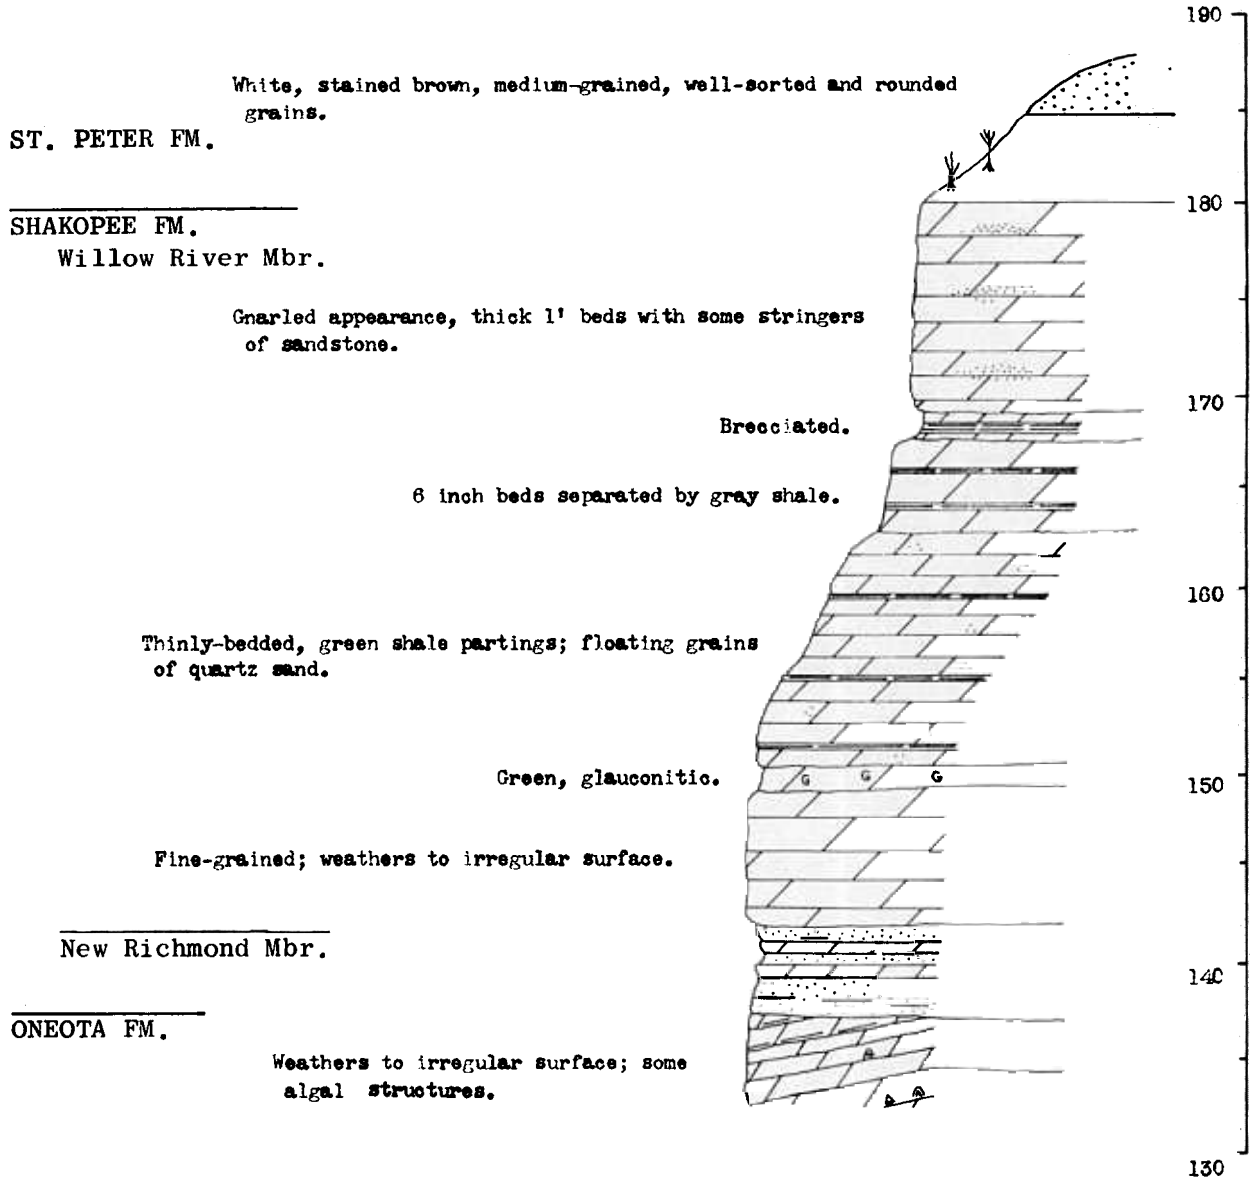 190
White, stained brown, medium-grained, well-sorted and rounded
grains.
ST. PETER FM.
180
SHAKOPEE FM.
Willow River Mbr.
Gnarled appearance, thick 1' beds with some stringers
of sandstone.
170
Brecciated.
6 inch beds separated by gray shale.
160
Thinly-bedded, green shale partings; floating grains
of quartz sand.
Green, glauconitic.
G G G
150
Fine-grained; weathers to irregular surface.
New Richmond Mbr.
140
ONEOTA FM.
Weathers to irregular surface; some
algal structures.
130